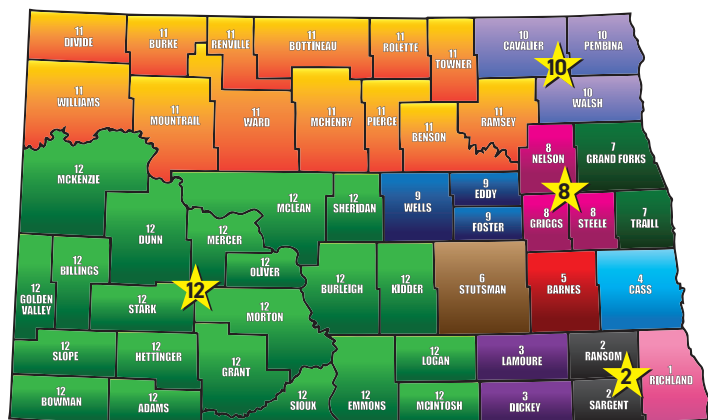 11
DIVIDE
11
BURKE
11
RENVILLE
11
BOTTINEAU
11
ROLETTE
11
TOWNER
10
CAVALIER
10
PEMBINA
10
11
WILLIAMS
11
MOUNTRAIL
11
WARD
11
MCHENRY
11
PIERCE
11
BENSON
11
RAMSEY
10
WALSH
12
MCKENZIE
12
DUNN
12
MERCER
12
MCLEAN
12
SHERIDAN
9
WELLS
9
EDDY
9
FOSTER
8
NELSON
7
GRAND FORKS
8
8
GRIGGS
8
STEELE
7
TRAILL
12
GOLDEN
VALLEY
12
BILLINGS
12
STARK
12
12
OLIVER
12
MORTON
12
BURLEIGH
12
KIDDER
6
STUTSMAN
5
BARNES
4
CASS
12
SLOPE
12
HETTINGER
12
GRANT
12
LOGAN
3
LAMOURE
2
RANSOM
2
1
RICHLAND
12
BOWMAN
12
ADAMS
12
SIOUX
12
EMMONS
12
MCINTOSH
3
DICKEY
2
SARGENT